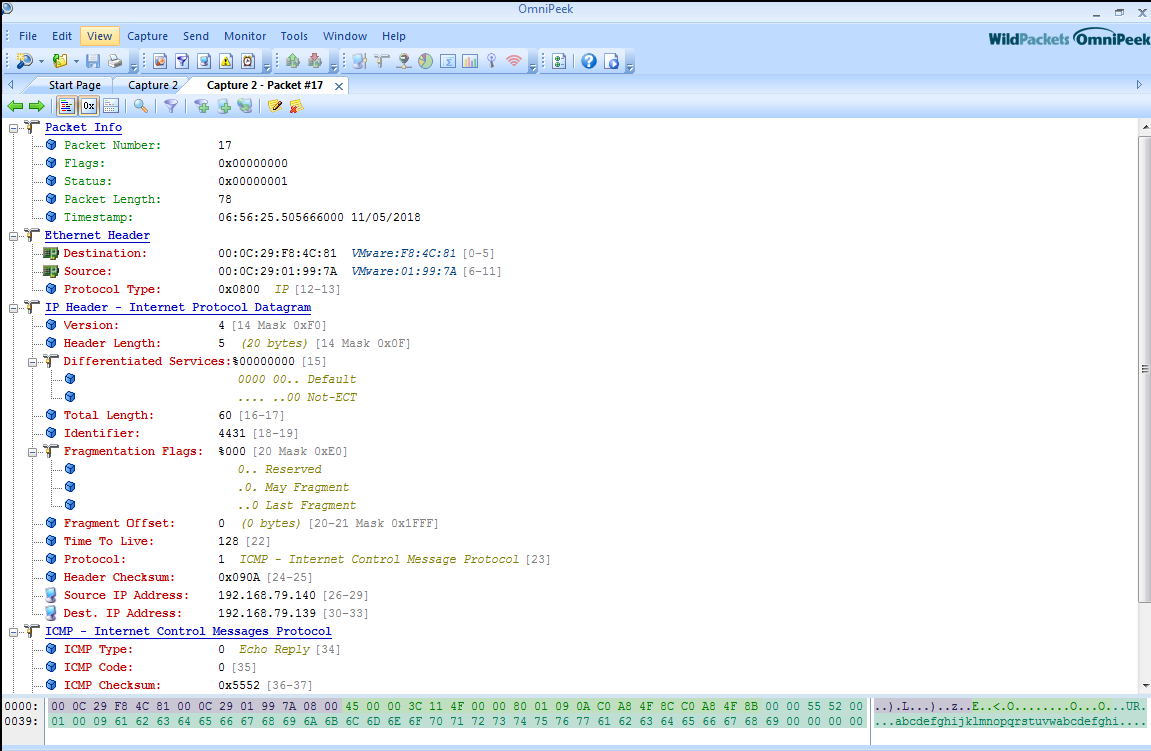 OmniPeek
File Edit View Capture Send Monitor Tools Window Help
WildPackets OmniPeek
Start Page Capture 2 Capture 2 - Packet #17
0x
Packet Info
Packet Number: 17
Flags: 0x00000000
Status: 0x00000001
Packet Length: 78
Timestamp: 06:56:25.505666000 11/05/2018
Ethernet Header
Destination: 00:0C:29:F8:4C:81 VMware:F8:4C:81 [0-5]
Source: 00:0C:29:01:99:7A VMware:01:99:7A [6-11]
Protocol Type: 0x0800 IP [12-13]
IP Header - Internet Protocol Datagram
Version: 4 [14 Mask 0xF0]
Header Length: 5 (20 bytes) [14 Mask 0x0F]
Differentiated Services:%00000000 [15]
0000 00.. Default
.... ..00 Not-ECT
Total Length: 60 [16-17]
Identifier: 4431 [18-19]
Fragmentation Flags: %000 [20 Mask 0xE0]
0.. Reserved
.0. May Fragment
..0 Last Fragment
Fragment Offset: 0 (0 bytes) [20-21 Mask 0x1FFF]
Time To Live: 128 [22]
Protocol: 1 ICMP - Internet Control Message Protocol [23]
Header Checksum: 0x090A [24-25]
Source IP Address: 192.168.79.140 [26-29]
Dest. IP Address: 192.168.79.139 [30-33]
ICMP - Internet Control Messages Protocol
ICMP Type: 0 Echo Reply [34]
ICMP Code: 0 [35]
ICMP Checksum: 0x5552 [36-37]
0000: 00 0C 29 F8 4C 81 00 0C 29 01 99 7A 08 00 45 00 00 3C 11 4F 00 00 80 01 09 0A C0 A8 4F 8C C0 A8 4F 8B 00 00 55 52 00 ..).L...)..z..E..<.O........O...O...UR.
0039: 01 00 09 61 62 63 64 65 66 67 68 69 6A 6B 6C 6D 6E 6F 70 71 72 73 74 75 76 77 61 62 63 64 65 66 67 68 69 00 00 00 00 ...abcdefghijklmnopqrstuvwabcdefghi....